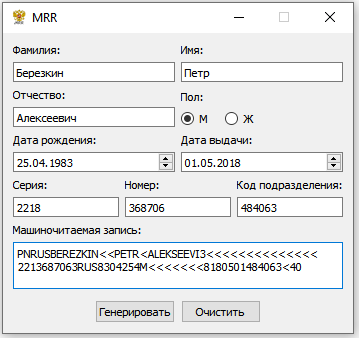 MRR
Фамилия: Имя:
Березкин Петр
Отчество: Пол:
Алексеевич М Ж
Дата рождения: Дата выдачи:
25.04.1983 01.05.2018
Серия: Номер: Код подразделения:
2218 368706 484063
Машиночитаемая запись:
PNRUSBEREZKIN<<PETR<ALEKSEEVI3<<<<<<<<<<<<<<
2213687063RUS8304254M<<<<<<<8180501484063<40
Генерировать Очистить